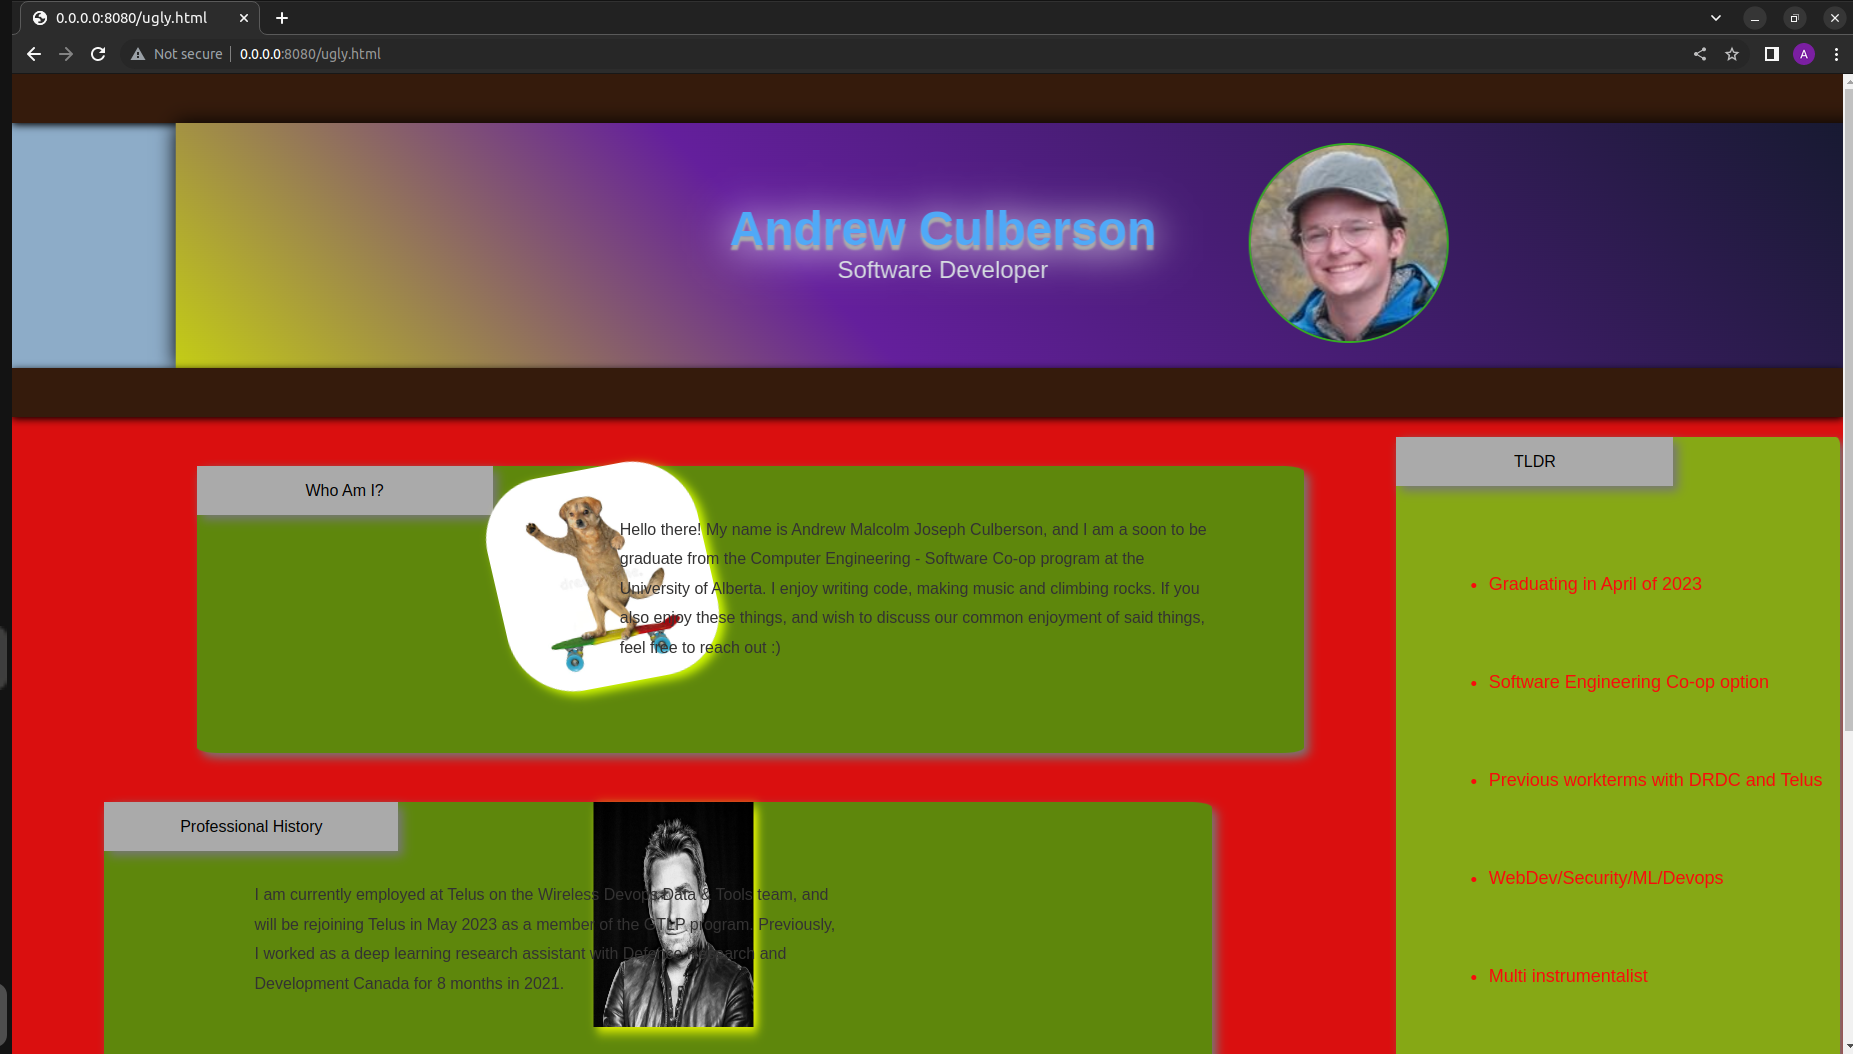 0.0.0.0:8080/ugly.html
Not secure
0.0.0.0:8080/ugly.html
A
Andrew Culberson
Software Developer
Who Am I?
Hello there! My name is Andrew Malcolm Joseph Culberson, and I am a soon to be
graduate from the Computer Engineering - Software Co-op program at the
University of Alberta. I enjoy writing code, making music and climbing rocks. If you
also enjoy these things, and wish to discuss our common enjoyment of said things,
feel free to reach out :)
Professional History
I am currently employed at Telus on the Wireless Devops Data & Tools team, and
will be rejoining Telus in May 2023 as a member of the GTLP program. Previously,
I worked as a deep learning research assistant with Defence Research and
Development Canada for 8 months in 2021.
TLDR
• Graduating in April of 2023
• Software Engineering Co-op option
• Previous workterms with DRDC and Telus
• WebDev/Security/ML/Devops
• Multi instrumentalist